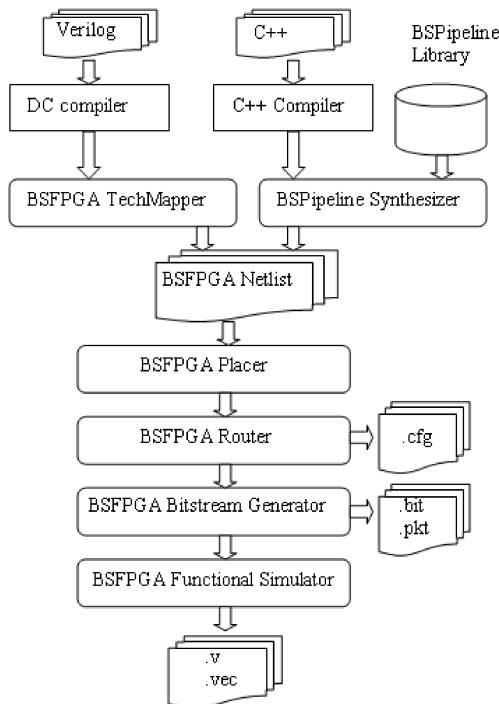 Verilog
C++
BSPipeline
Library
DC compiler
C++ Compiler
BSFPGA TechMapper
BSPipeline Synthesizer
BSFPGA Netlist
BSFPGA Placer
BSFPGA Router
.cfg
BSFPGA Bitstream Generator
.bit
.pkt
BSFPGA Functional Simulator
.v
.vec